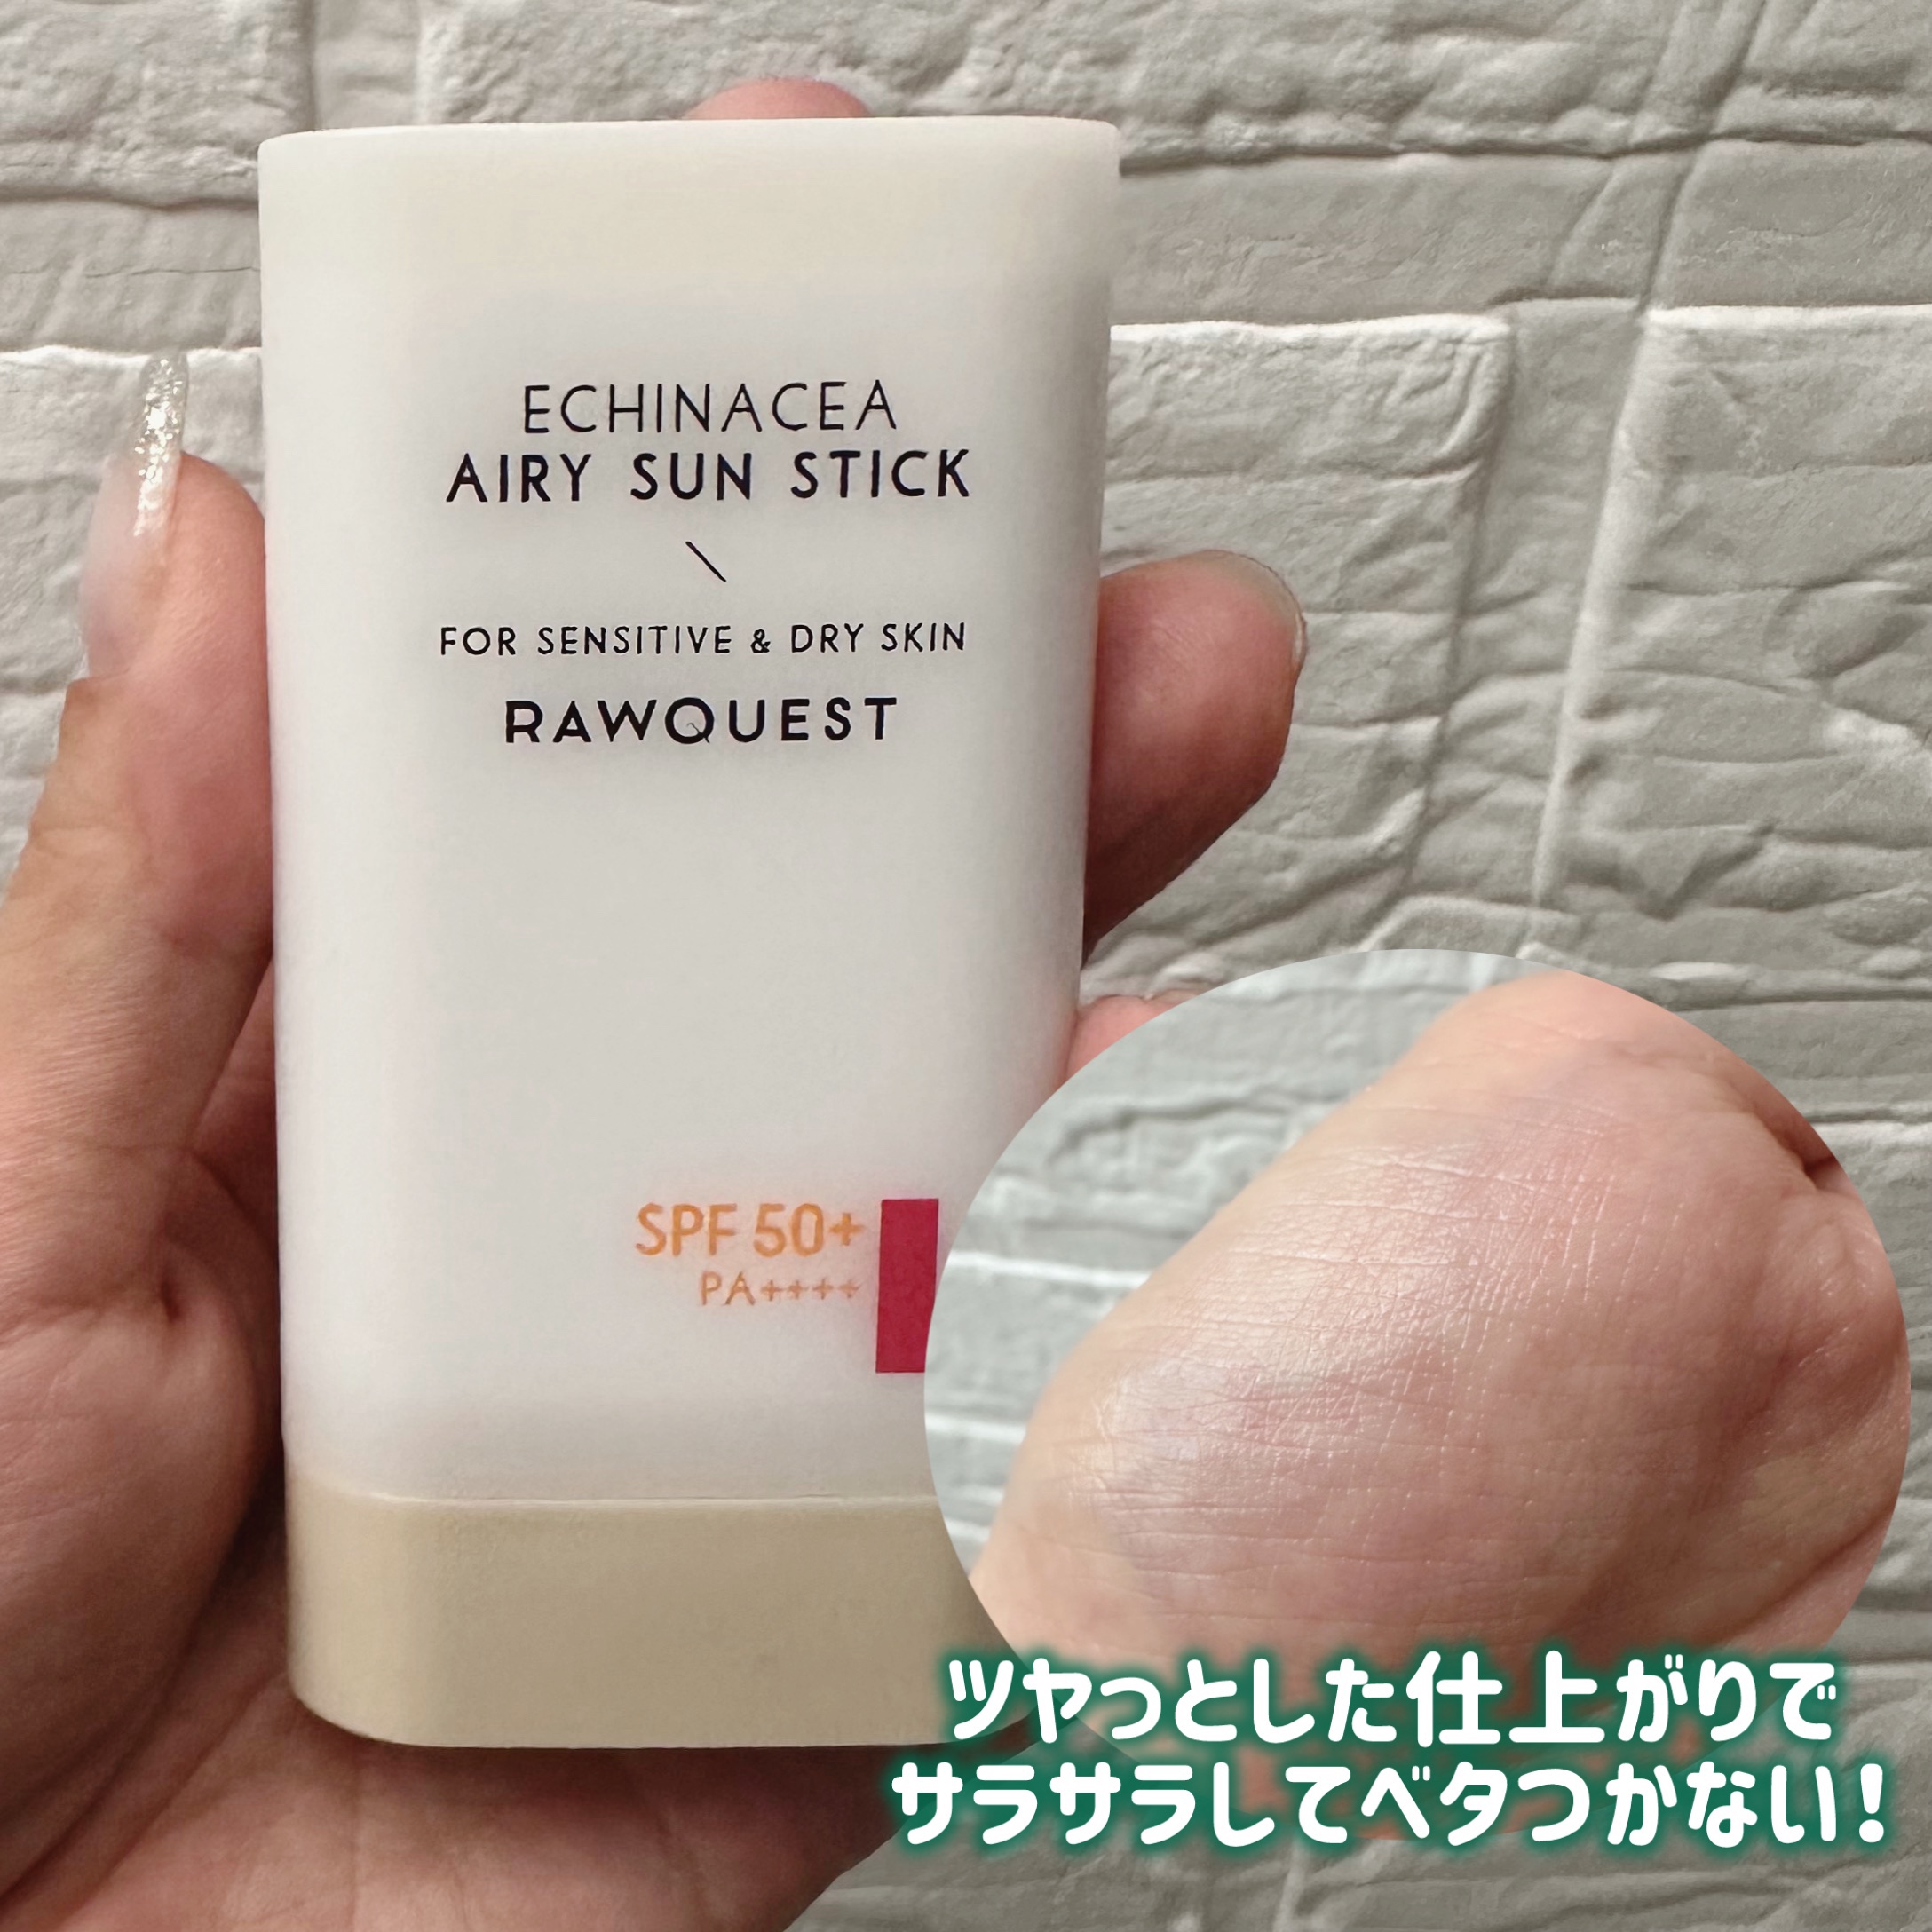 ECHINACEA
AIRY SUN STICK
\
FOR SENSITIVE & DRY SKIN
RAWQUEST
SPF 50+
PA++++
ツヤっとした仕上がりで
サラサラしてベタつかない!